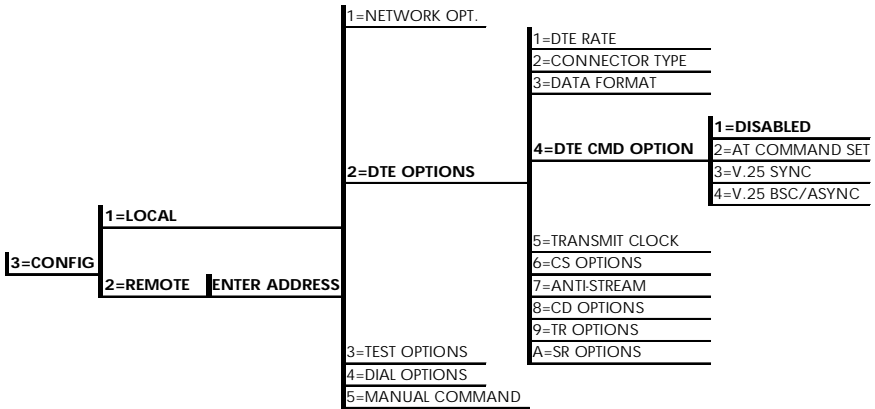 3=CONFIG
1=LOCAL
2=REMOTE
ENTER ADDRESS
1=NETWORK OPT.
2=DTE OPTIONS
3=TEST OPTIONS
4=DIAL OPTIONS
5=MANUAL COMMAND
1=DTE RATE
2=CONNECTOR TYPE
3=DATA FORMAT
4=DTE CMD OPTION
5=TRANSMIT CLOCK
6=CS OPTIONS
7=ANTI-STREAM
8=CD OPTIONS
9=TR OPTIONS
A=SR OPTIONS
1=DISABLED
2=AT COMMAND SET
3=V.25 SYNC
4=V.25 BSC/ASYNC